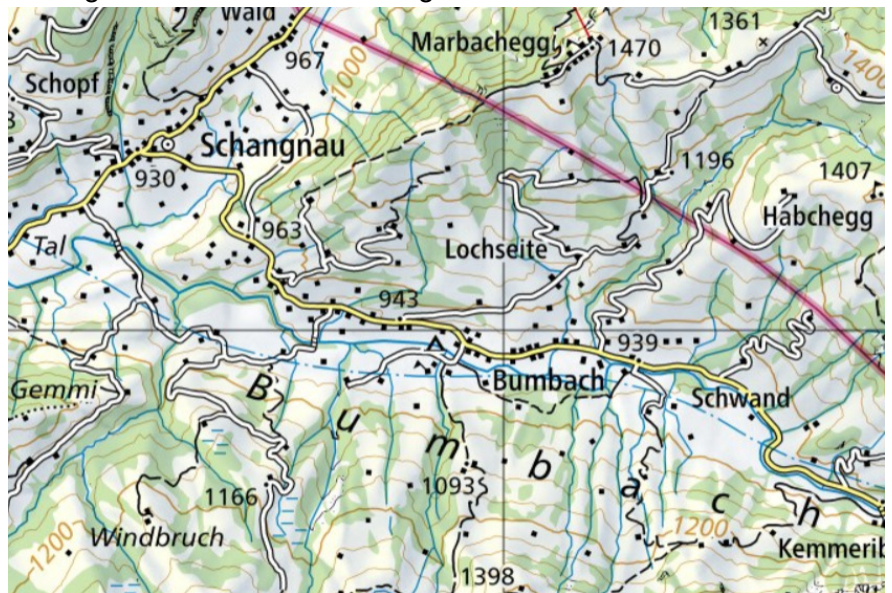 Wald
1361
Marbachegg
1470
967
1000
1400
Schopf
Schangnau
930
1196
1407
Habchegg
963
Tal
Lochseite
943
939
Bumbach
Schwand
Gemmi
B u m b a c h
1093
1166
1200
1200
Windbruch
Kemmerib
1398